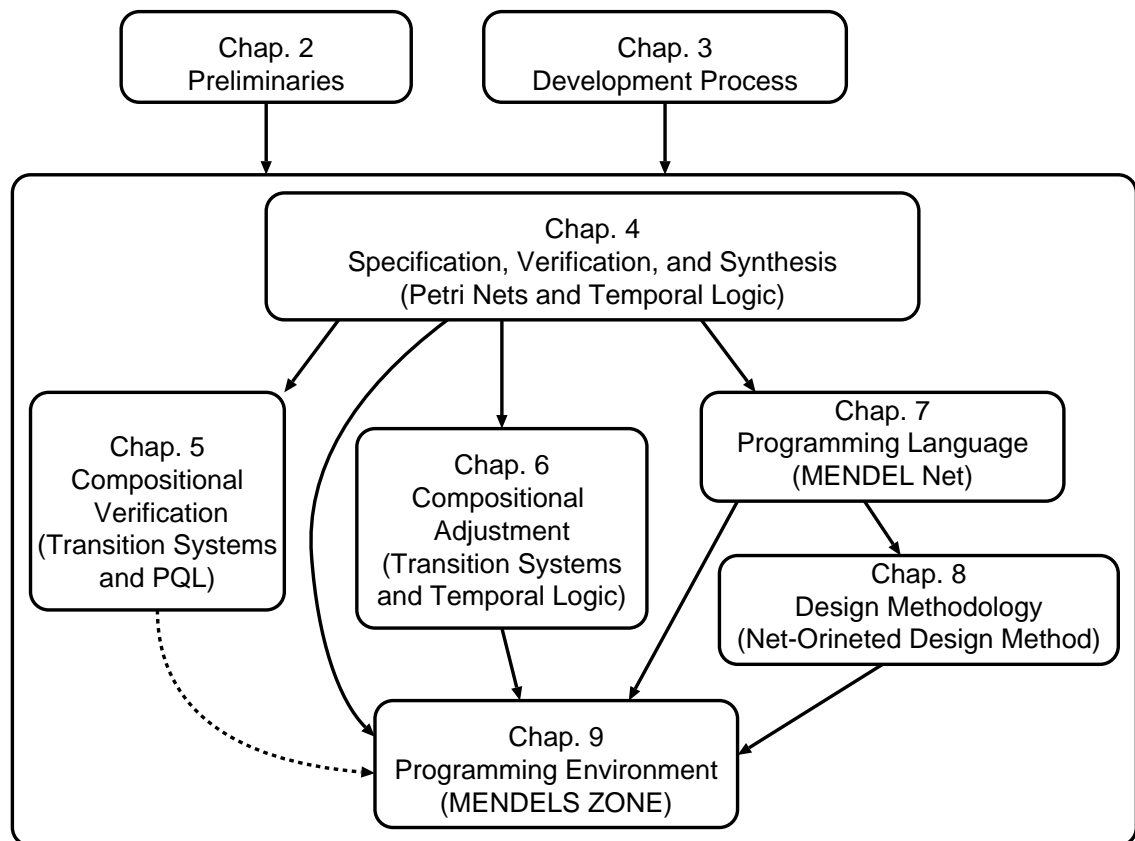 Chap. 2
Preliminaries
Chap. 3
Development Process
Chap. 4
Specification, Verification, and Synthesis
(Petri Nets and Temporal Logic)
Chap. 5
Compositional
Verification
(Transition Systems
and PQL)
Chap. 6
Compositional
Adjustment
(Transition Systems
and Temporal Logic)
Chap. 7
Programming Language
(MENDEL Net)
Chap. 8
Design Methodology
(Net-Orineted Design Method)
Chap. 9
Programming Environment
(MENDELS ZONE)